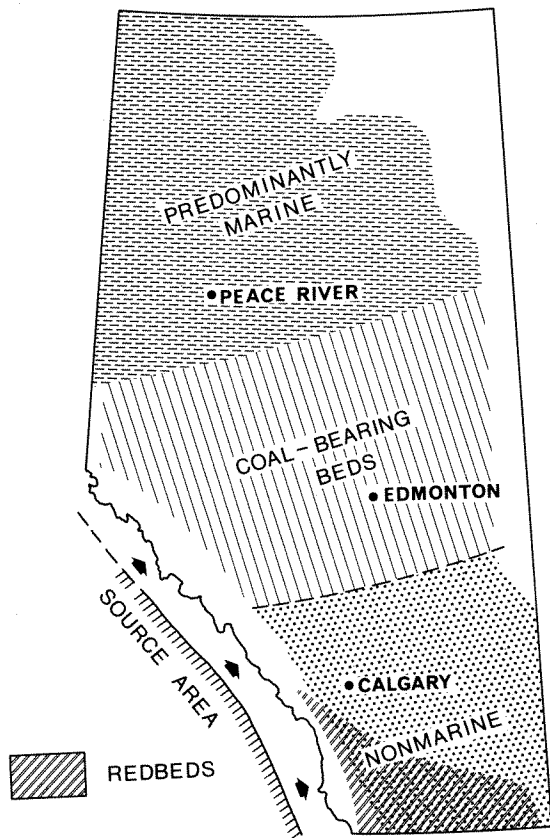 PREDOMINANTLY
MARINE
PEACE RIVER
COAL-BEARING
BEDS
EDMONTON
SOURCE AREA
CALGARY
NONMARINE
REDBEDS